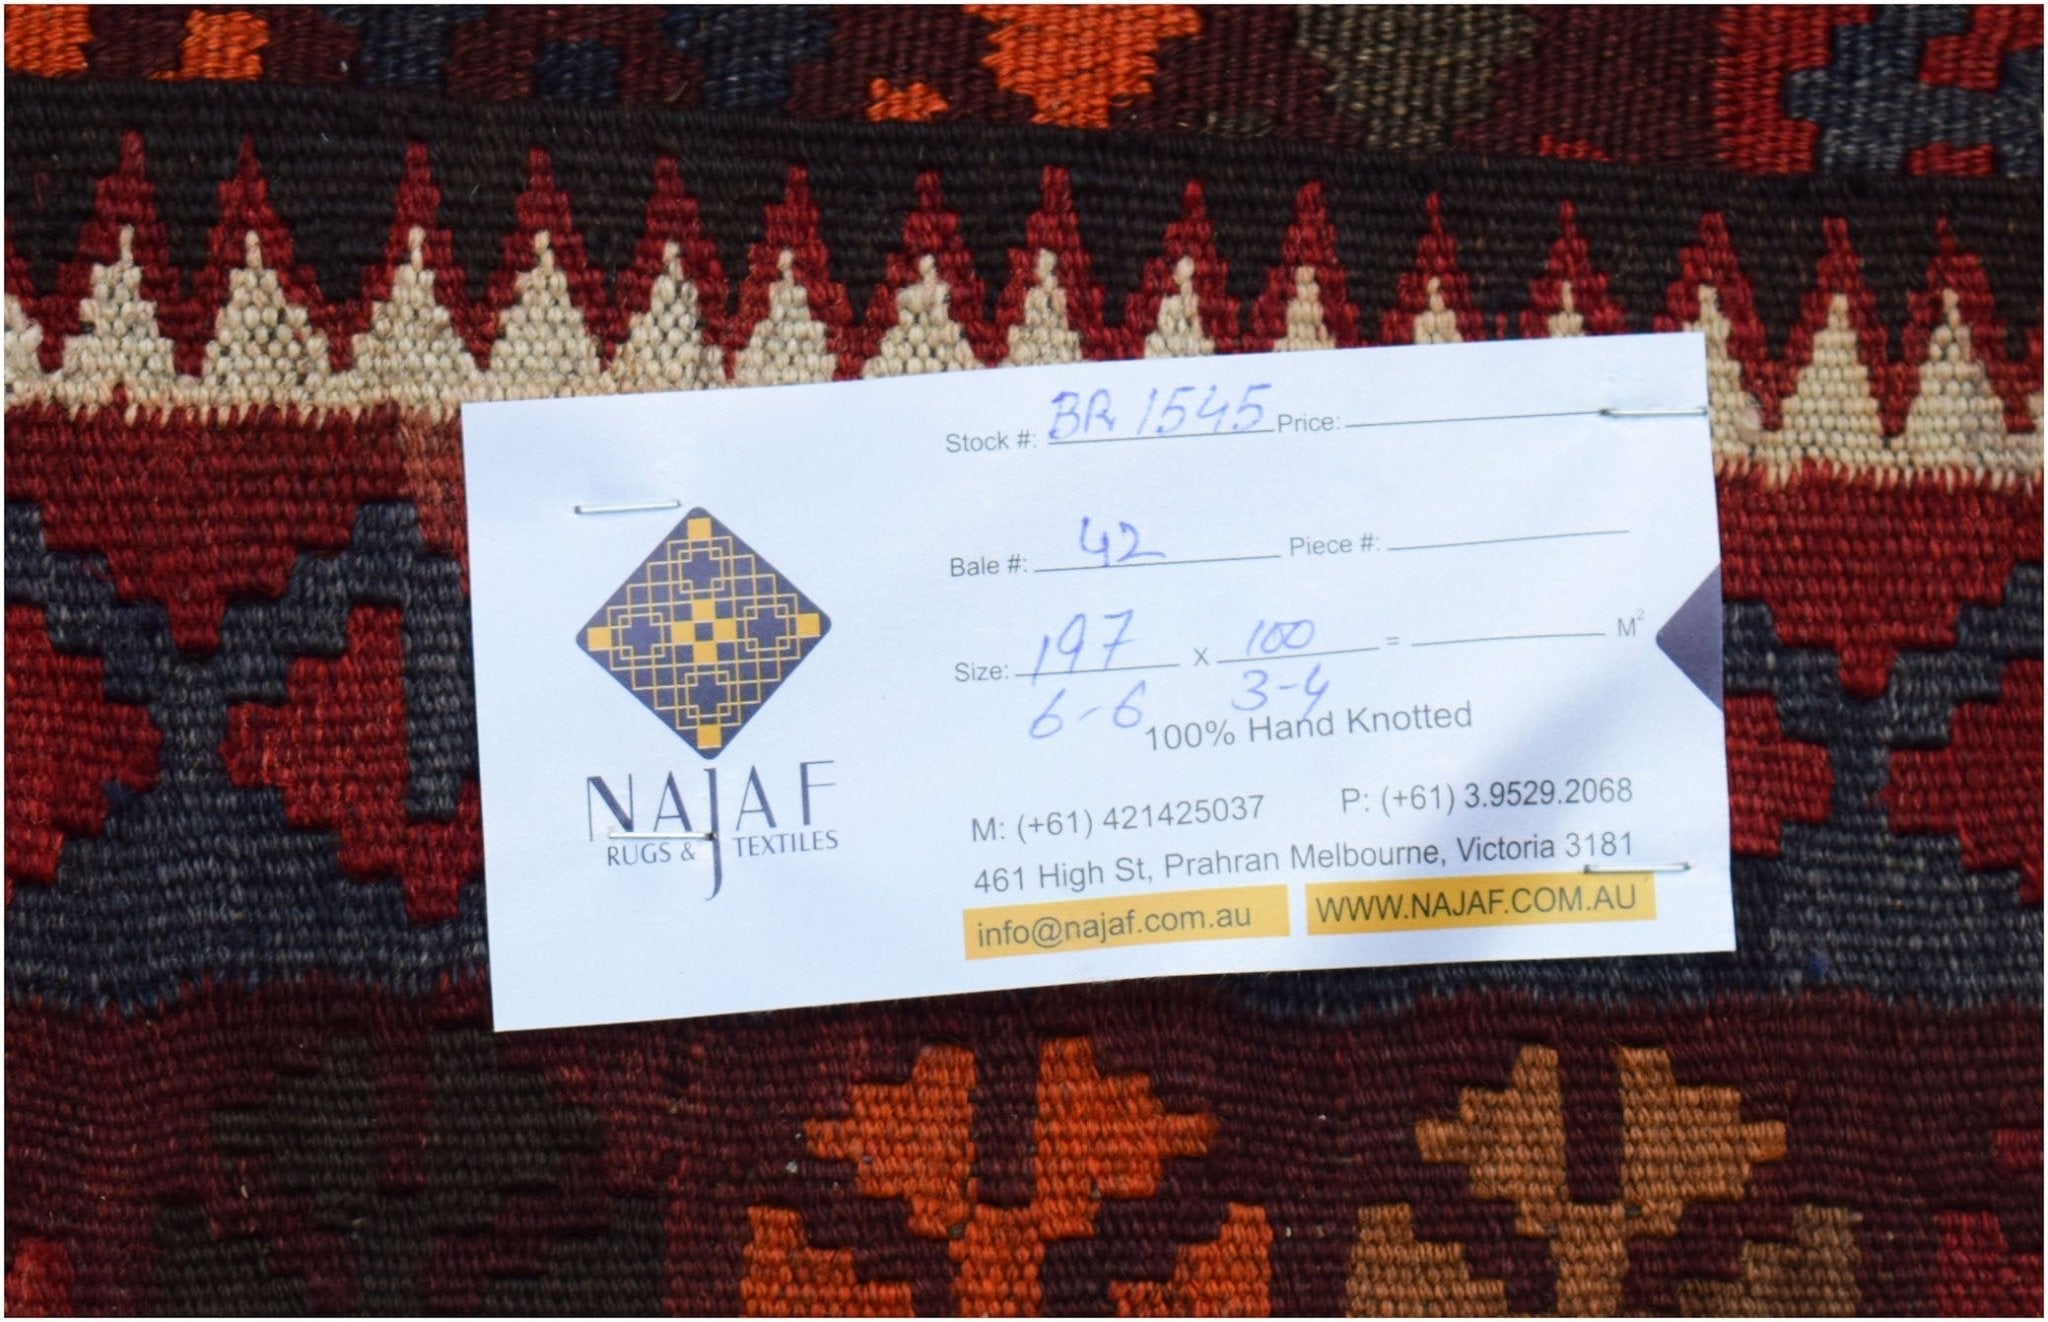 Stock #: BR 1545 Price:
Bale #: 42 Piece #:
Size: 197 x 100 = M²
6-6 3-4
100% Hand Knotted
NAJAF
RUGS & TEXTILES
M: (+61) 421425037 P: (+61) 3.9529.2068
461 High St, Prahran Melbourne, Victoria 3181
info@najaf.com.au WWW.NAJAF.COM.AU